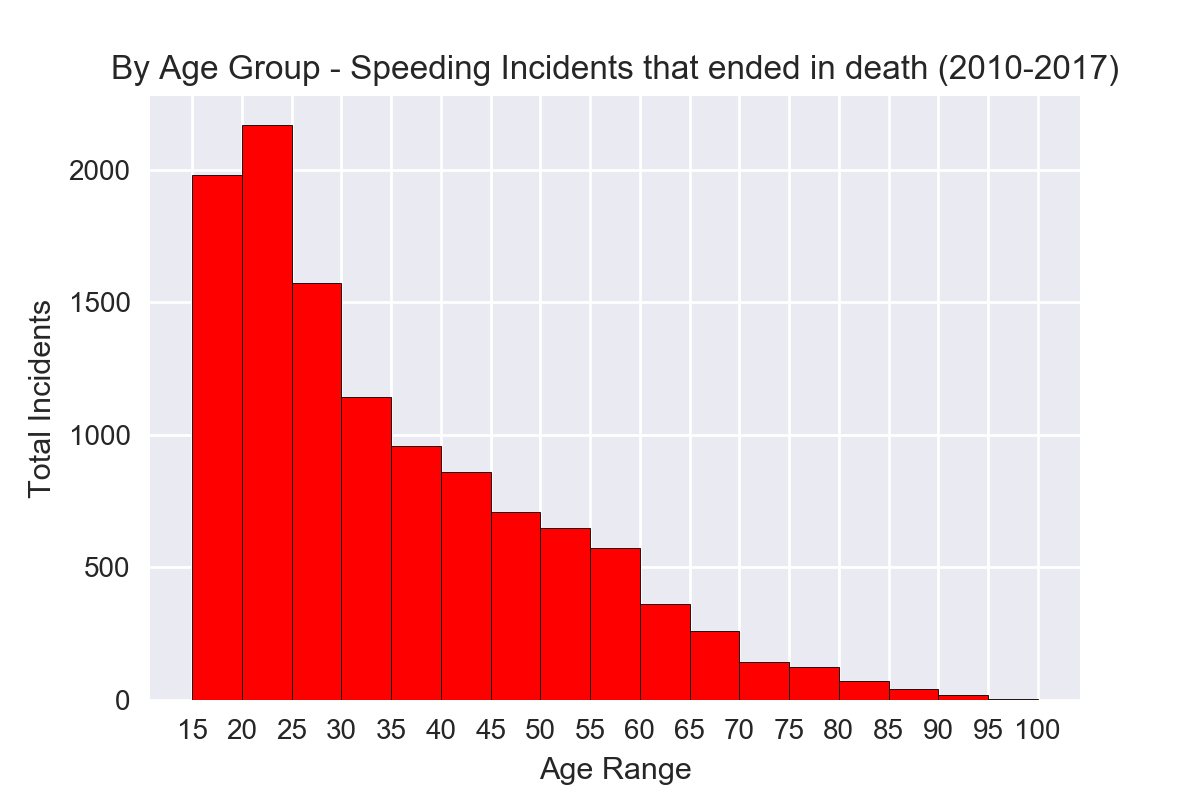 By Age Group - Speeding Incidents that ended in death (2010-2017)
Total Incidents
2000
1500
1000
500
0
15 20 25 30 35 40 45 50 55 60 65 70 75 80 85 90 95 100
Age Range